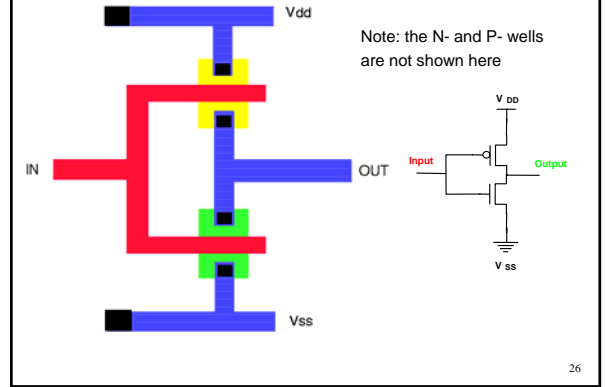 Vdd
Note: the N- and P- wells
are not shown here
V DD
IN
OUT
Input
Output
V SS
Vss
26